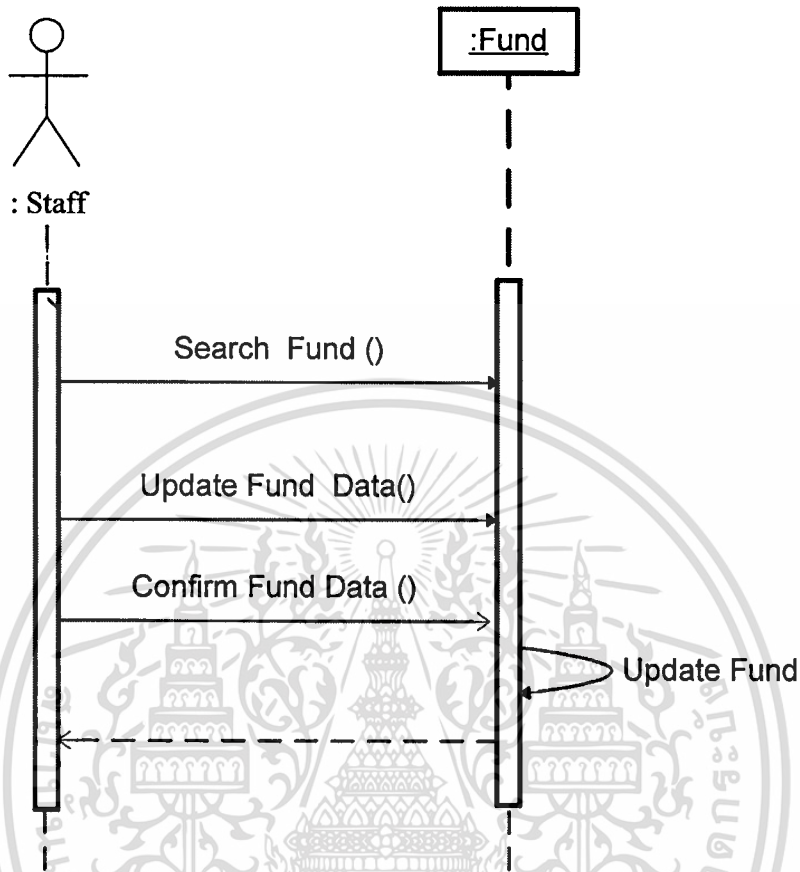 :Fund
: Staff
Search Fund ()
Update Fund Data()
Confirm Fund Data ()
Update Fund